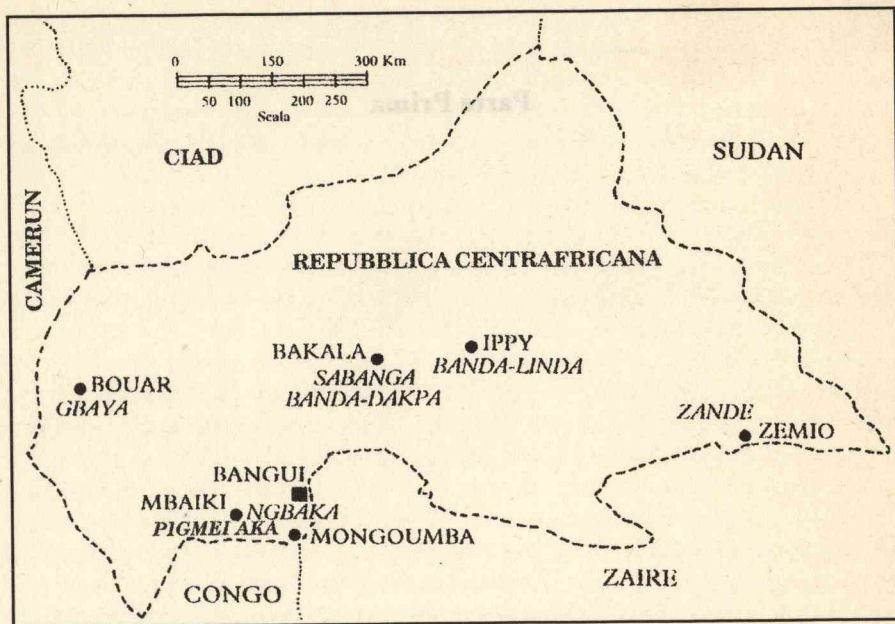 0 150 300 Km
50 100 200 250
Scala
Parte Prima
CIAD
SUDAN
CAMERUN
REPUBBLICA CENTRAFRICANA
IPPY
BANDA-LINDA
BAKALA
SABANGA
BANDA-DAKPA
BOUAR
GBAYA
ZANDE
ZEMIO
BANGUI
MBAIKI
NGBAKA
PIGMEI AKA
MONGOUMBA
ZAIRE
CONGO